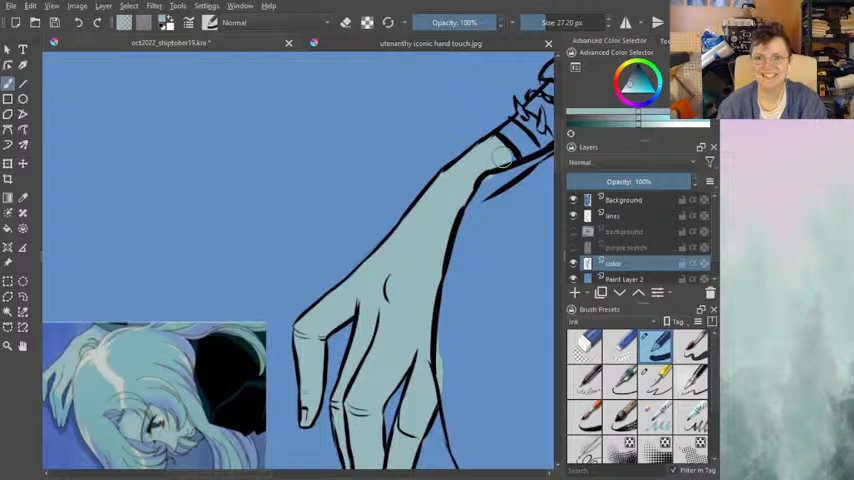 File Edit View Image Layer Select Filter Tools Settings Window Help
Normal
Opacity: 100%
Size: 27.20 px
oct2022_shiptober19.kra *
utenanthy iconic hand touch.jpg
Advanced Color Selector
Advanced Color Selector
Layers
Normal
Opacity: 100%
Background
lines
background
purple sketch
color
Paint Layer 2
Brush Presets
Ink
Tag
Search
Filter in Tag